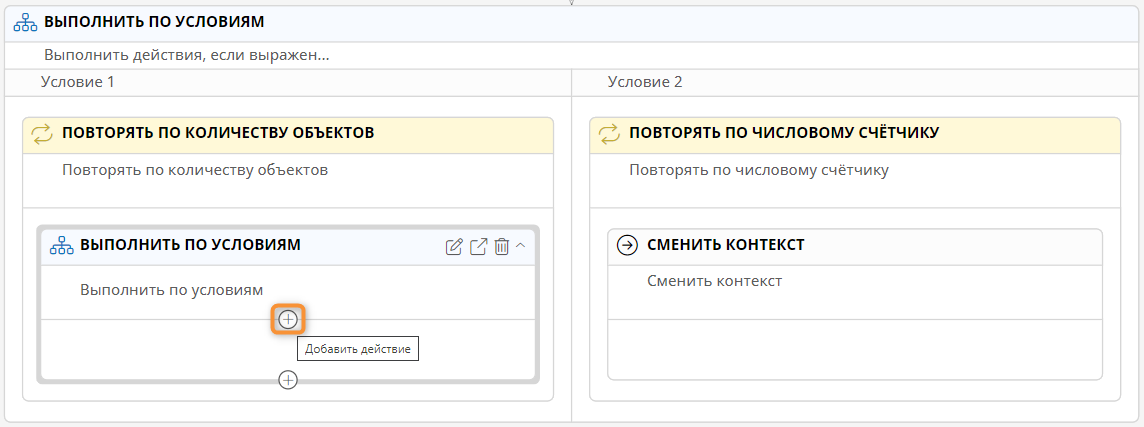 ВЫПОЛНИТЬ ПО УСЛОВИЯМ
Выполнить действия, если выражен...
Условие 1
Условие 2
ПОВТОРЯТЬ ПО КОЛИЧЕСТВУ ОБЪЕКТОВ
Повторять по количеству объектов
ВЫПОЛНИТЬ ПО УСЛОВИЯМ
Выполнить по условиям
Добавить действие
ПОВТОРЯТЬ ПО ЧИСЛОВОМУ СЧЁТЧИКУ
Повторять по числовому счётчику
СМЕНИТЬ КОНТЕКСТ
Сменить контекст